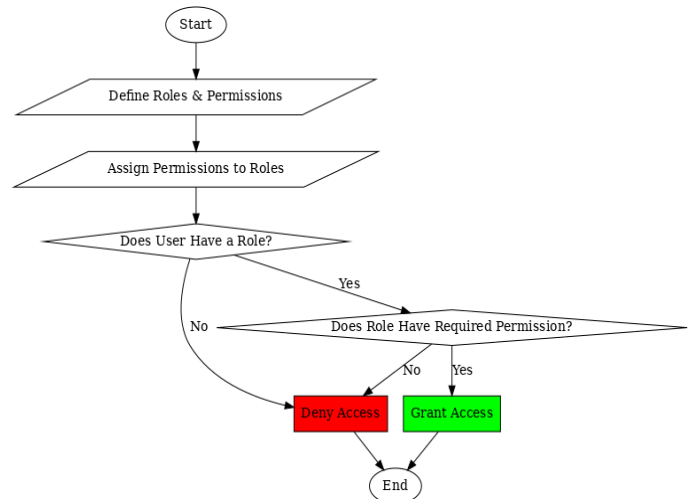 Start
Define Roles & Permissions
Assign Permissions to Roles
Does User Have a Role?
Yes
No
Does Role Have Required Permission?
No
Yes
Deny Access
Grant Access
End